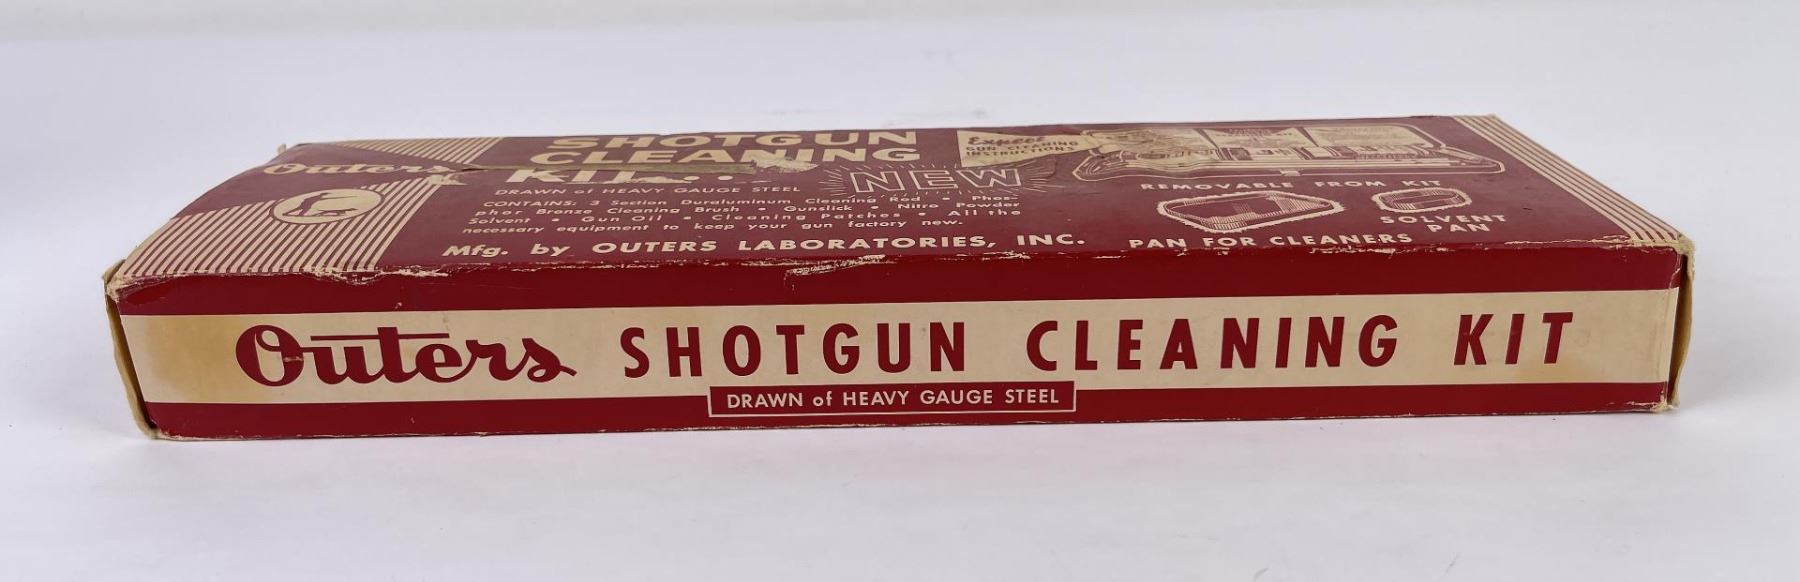 Outers
SHOTGUN
CLEANING
KIT...
NEW
Expert
GUN CLEANING
INSTRUCTIONS
DRAWN of HEAVY GAUGE STEEL
CONTAINS: 3 Section Duraluminum Cleaning Rod • Phos-
phor Bronze Cleaning Brush • Gunslick • Nitro Powder
Solvent • Gun Oil • Cleaning Patches • All the
necessary equipment to keep your gun factory new.
Mfg. by OUTERS LABORATORIES, INC.
REMOVABLE FROM KIT
SOLVENT
PAN
PAN FOR CLEANERS
Outers SHOTGUN CLEANING KIT
DRAWN of HEAVY GAUGE STEEL